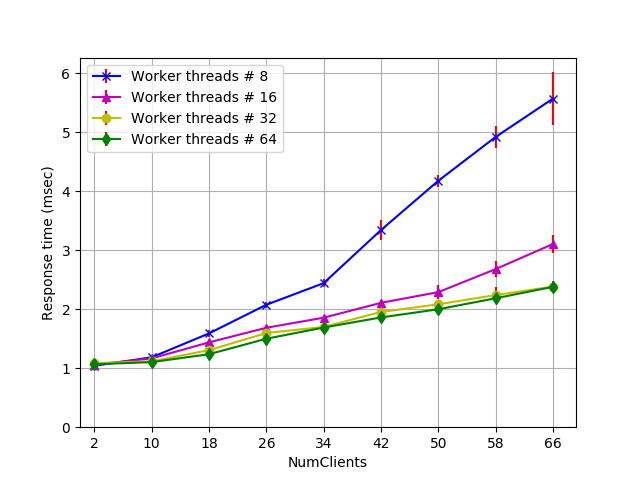 Worker threads # 8
Worker threads # 16
Worker threads # 32
Worker threads # 64
Response time (msec)
6
5
4
3
2
1
0
2 10 18 26 34 42 50 58 66
NumClients